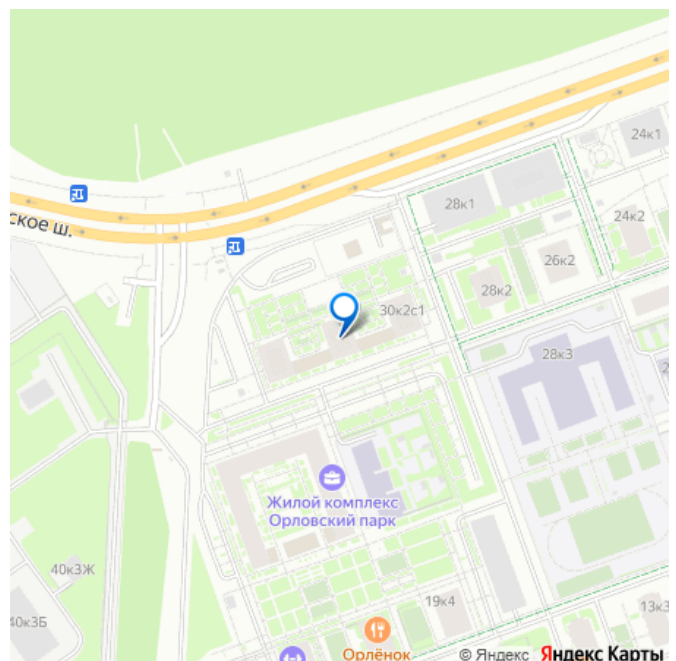 24к1
28к1
24к2
ское ш.
26к2
28к2
30к2с1
28к3
Жилой комплекс
Орловский парк
40к3Ж
19к4
13к3
40к3Б
Орлёнок
© Яндекс Яндекс Карты